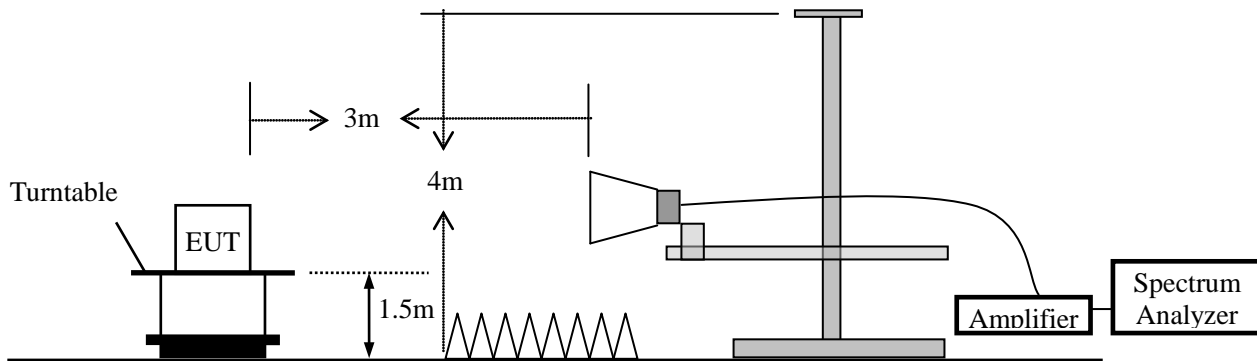 3m
4m
Turntable
EUT
1.5m
Amplifier
Spectrum
Analyzer